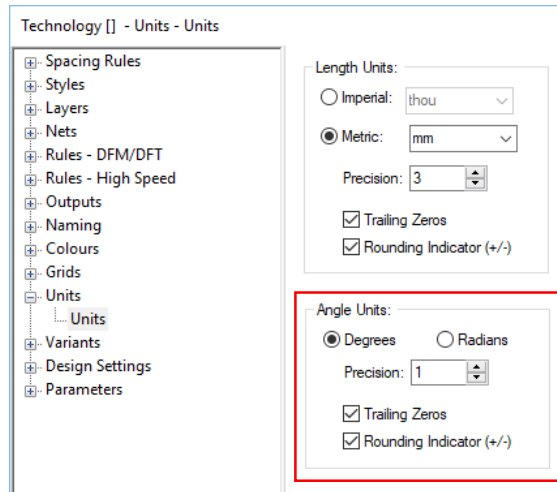 Technology [] - Units - Units
Spacing Rules
Styles
Layers
Nets
Rules - DFM/DFT
Rules - High Speed
Outputs
Naming
Colours
Grids
Units
Units
Variants
Design Settings
Parameters
Length Units:
Imperial: thou
Metric: mm
Precision: 3
Trailing Zeros
Rounding Indicator (+/-)
Angle Units:
Degrees Radians
Precision: 1
Trailing Zeros
Rounding Indicator (+/-)